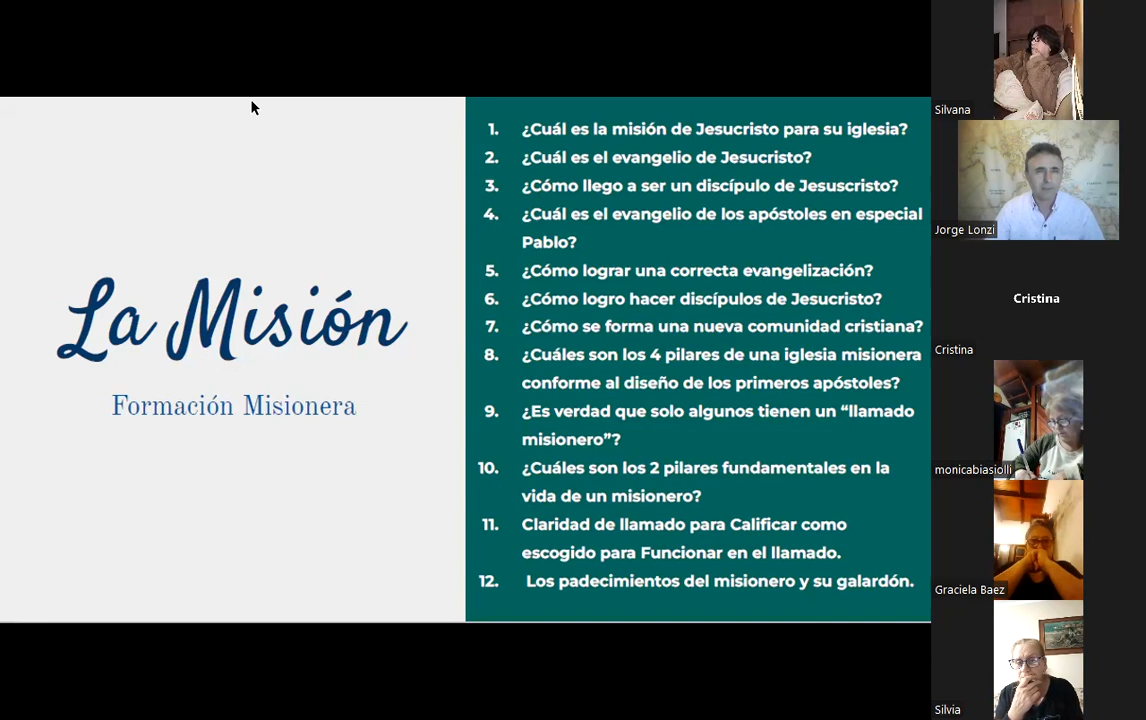 La Misión
Formación Misionera
1. ¿Cuál es la misión de Jesucristo para su iglesia?
2. ¿Cuál es el evangelio de Jesucristo?
3. ¿Cómo llego a ser un discípulo de Jesuscristo?
4. ¿Cuál es el evangelio de los apóstoles en especial
Pablo?
5. ¿Cómo lograr una correcta evangelización?
6. ¿Cómo logro hacer discípulos de Jesucristo?
7. ¿Cómo se forma una nueva comunidad cristiana?
8. ¿Cuáles son los 4 pilares de una iglesia misionera
conforme al diseño de los primeros apóstoles?
9. ¿Es verdad que solo algunos tienen un “llamado
misionero”?
10. ¿Cuáles son los 2 pilares fundamentales en la
vida de un misionero?
11. Claridad de llamado para Calificar como
escogido para Funcionar en el llamado.
12. Los padecimientos del misionero y su galardón.
Silvana
Jorge Lonzi
Cristina
Cristina
monicabiasiolli
Graciela Baez
Silvia